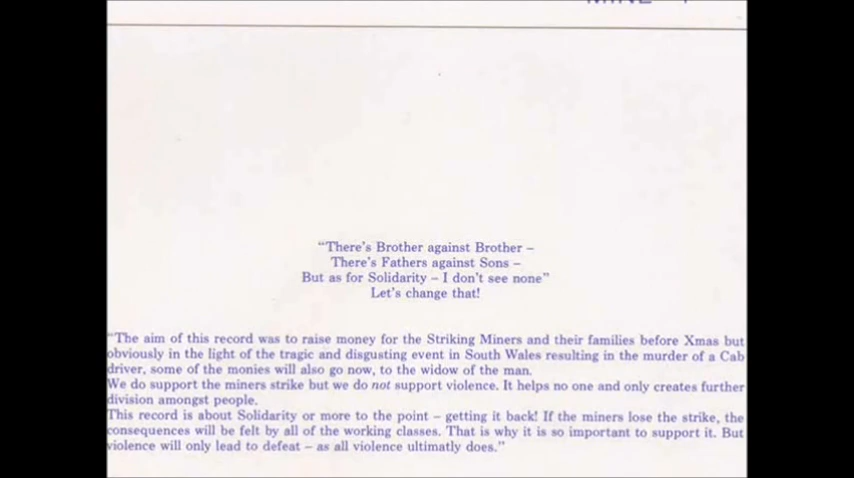 MINE 4
"There's Brother against Brother –
There's Fathers against Sons –
But as for Solidarity – I don't see none"
Let's change that!
"The aim of this record was to raise money for the Striking Miners and their families before Xmas but
obviously in the light of the tragic and disgusting event in South Wales resulting in the murder of a Cab
driver, some of the monies will also go now, to the widow of the man.
We do support the miners strike but we do not support violence. It helps no one and only creates further
division amongst people.
This record is about Solidarity or more to the point – getting it back! If the miners lose the strike, the
consequences will be felt by all of the working classes. That is why it is so important to support it. But
violence will only lead to defeat – as all violence ultimatly does."